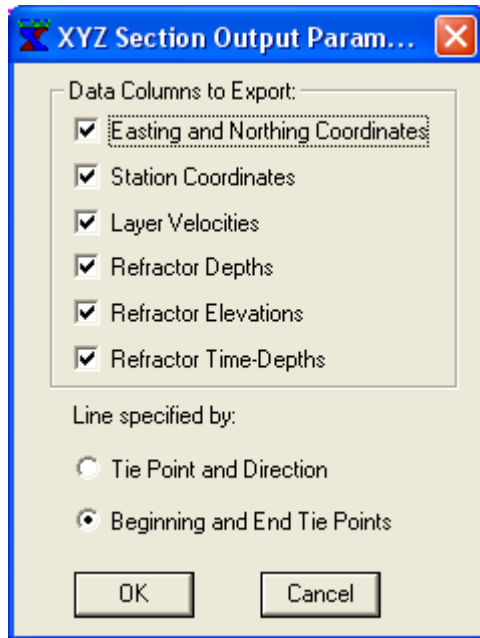 XYZ Section Output Param...
Data Columns to Export:
Easting and Northing Coordinates
Station Coordinates
Layer Velocities
Refractor Depths
Refractor Elevations
Refractor Time-Depths
Line specified by:
Tie Point and Direction
Beginning and End Tie Points
OK Cancel